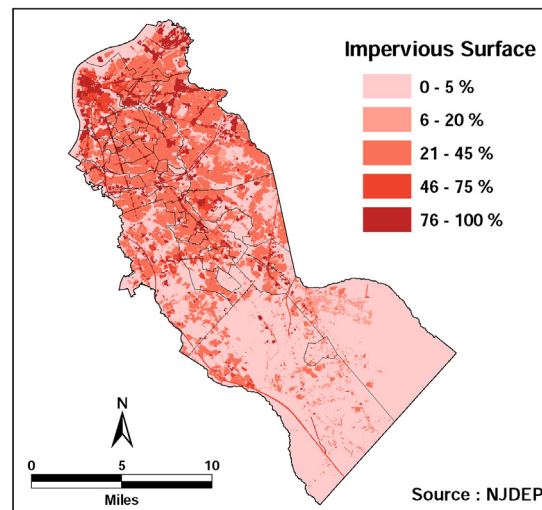 Impervious Surface
0 - 5 %
6 - 20 %
21 - 45 %
46 - 75 %
76 - 100 %
N
0 5 10
Miles
Source : NJDEP